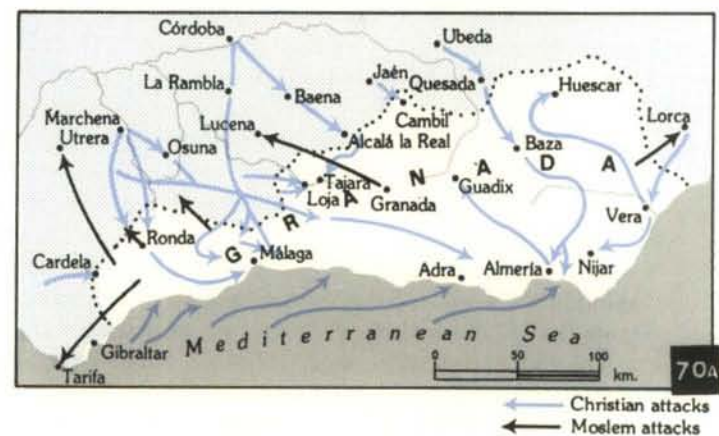 Córdoba
Ubeda
La Rambla
Jaén
Quesada
Huescar
Baena
Marchena
Utrera
Lucena
Cambil
Lorca
Osuna
Alcalá la Real
Baza
Tajara
Loja
Granada
Guadix
GRANADA
Vera
Ronda
Cardela
Málaga
Adra
Almería
Nijar
Gibraltar
Mediterranean Sea
Tarifa
0 50 100
km.
70A
Christian attacks
Moslem attacks